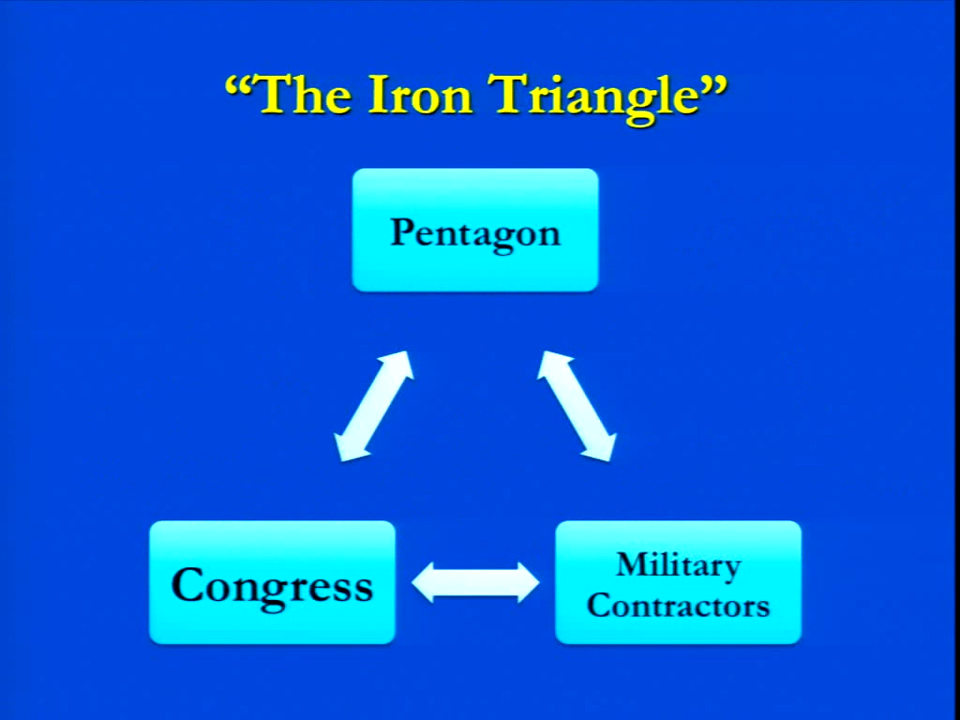 “The Iron Triangle”
Pentagon
Congress
Military
Contractors